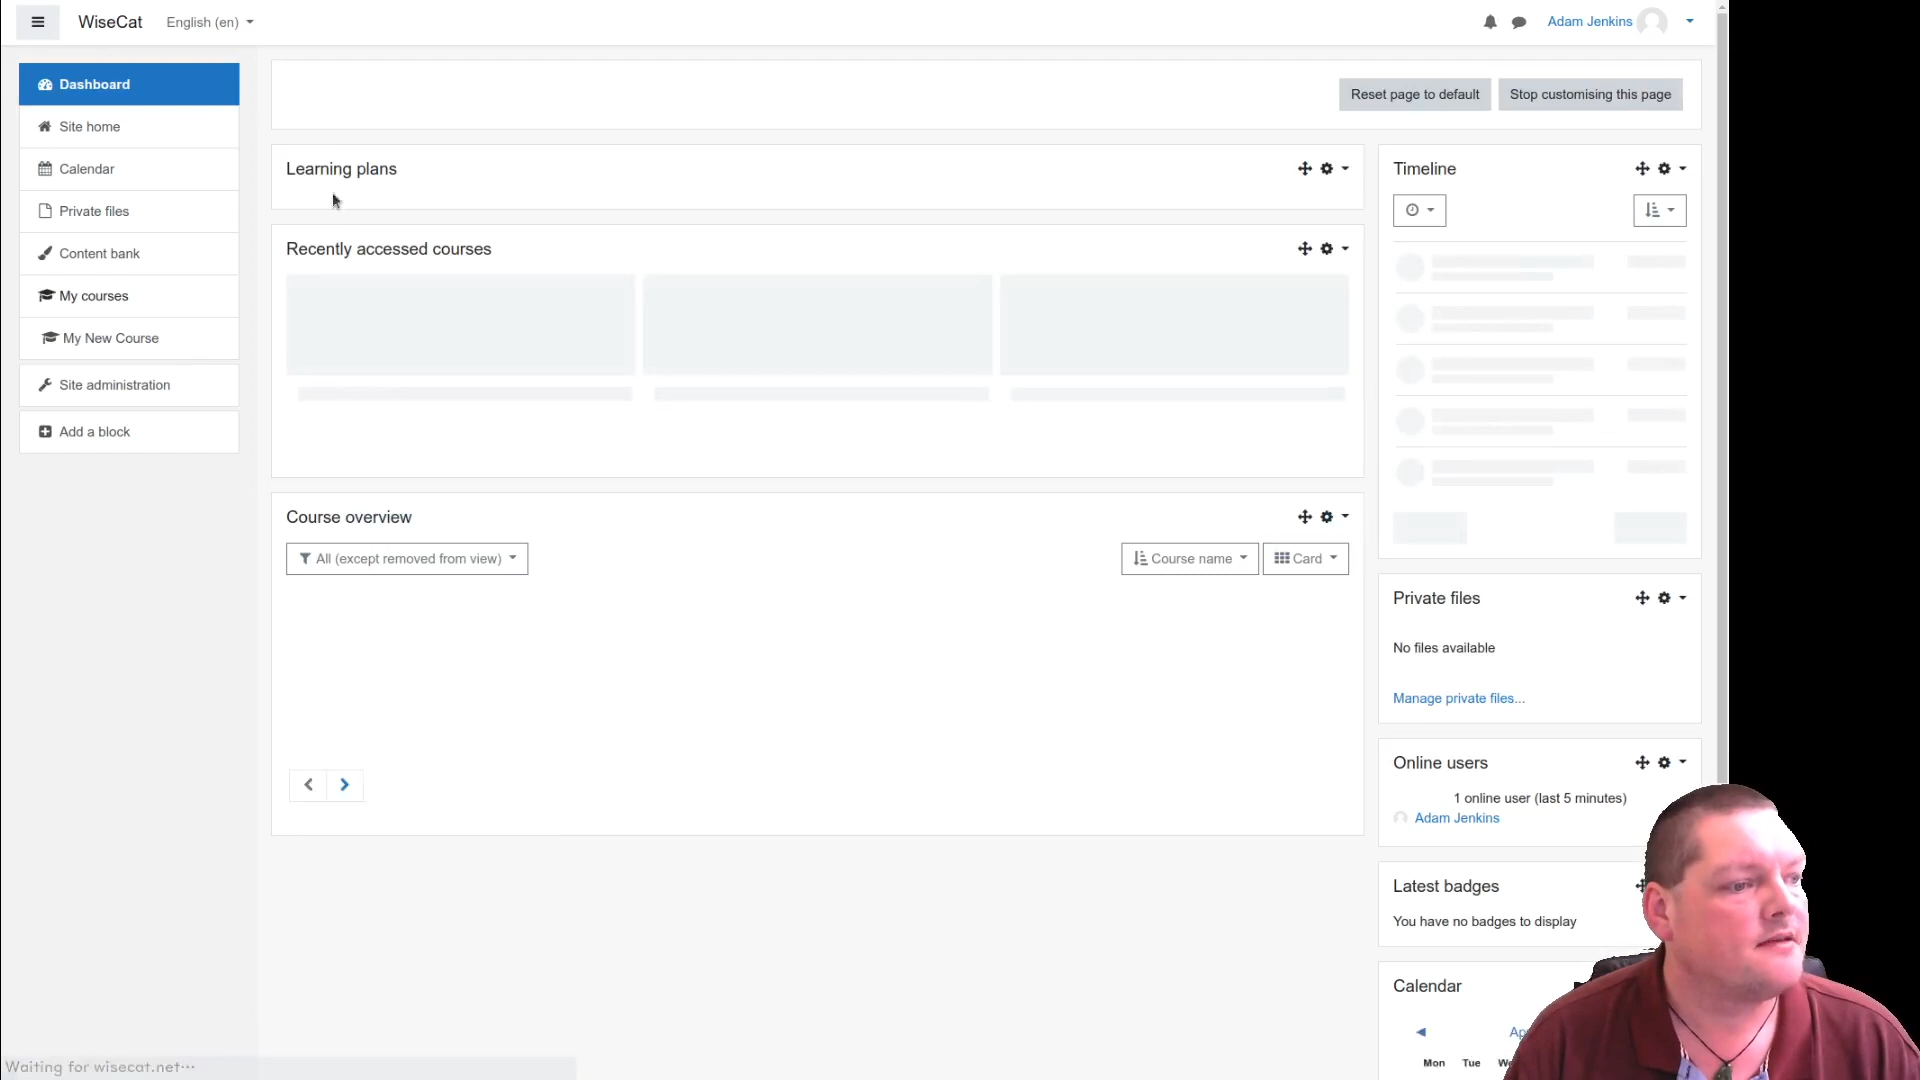 WiseCat English (en)
Adam Jenkins
Dashboard
Site home
Calendar
Private files
Content bank
My courses
My New Course
Site administration
Add a block
Reset page to default Stop customising this page
Learning plans
Recently accessed courses
Course overview
All (except removed from view) Course name Card
Timeline
Private files
No files available
Manage private files...
Online users
1 online user (last 5 minutes)
Adam Jenkins
Latest badges
You have no badges to display
Calendar
Mon Tue
Waiting for wisecat.net…